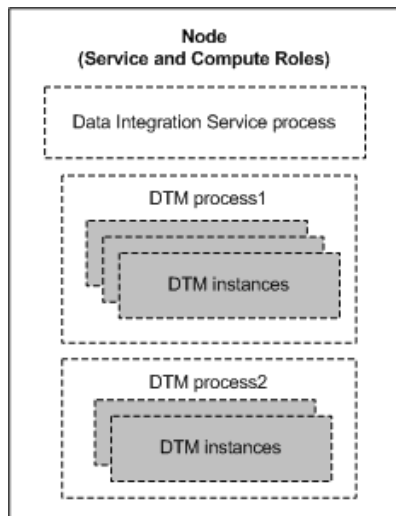 Node
(Service and Compute Roles)
Data Integration Service process
DTM process1
DTM instances
DTM process2
DTM instances